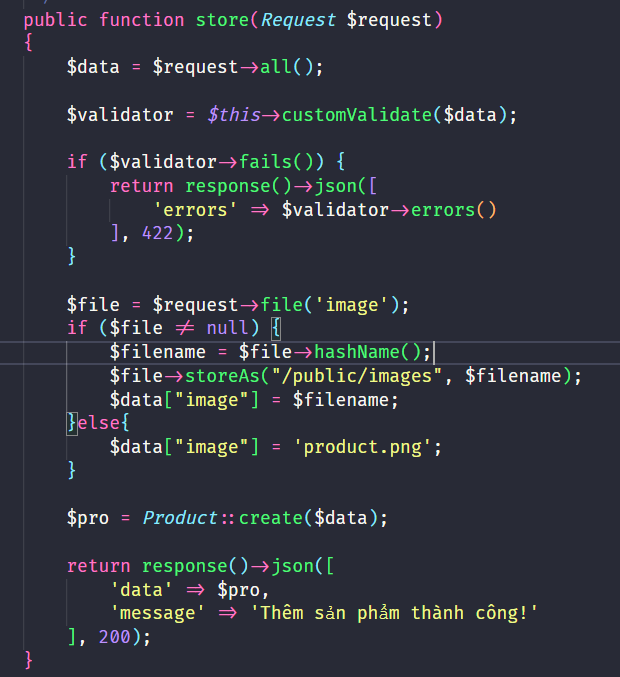 public function store(Request $request)
{
$data = $request->all();
$validator = $this->customValidate($data);
if ($validator->fails()) {
return response()->json([
'errors' => $validator->errors()
], 422);
}
$file = $request->file('image');
if ($file != null) {
$filename = $file->hashName();
$file->storeAs("/public/images", $filename);
$data["image"] = $filename;
}else{
$data["image"] = 'product.png';
}
$pro = Product::create($data);
return response()->json([
'data' => $pro,
'message' => 'Thêm sản phẩm thành công!'
], 200);
}